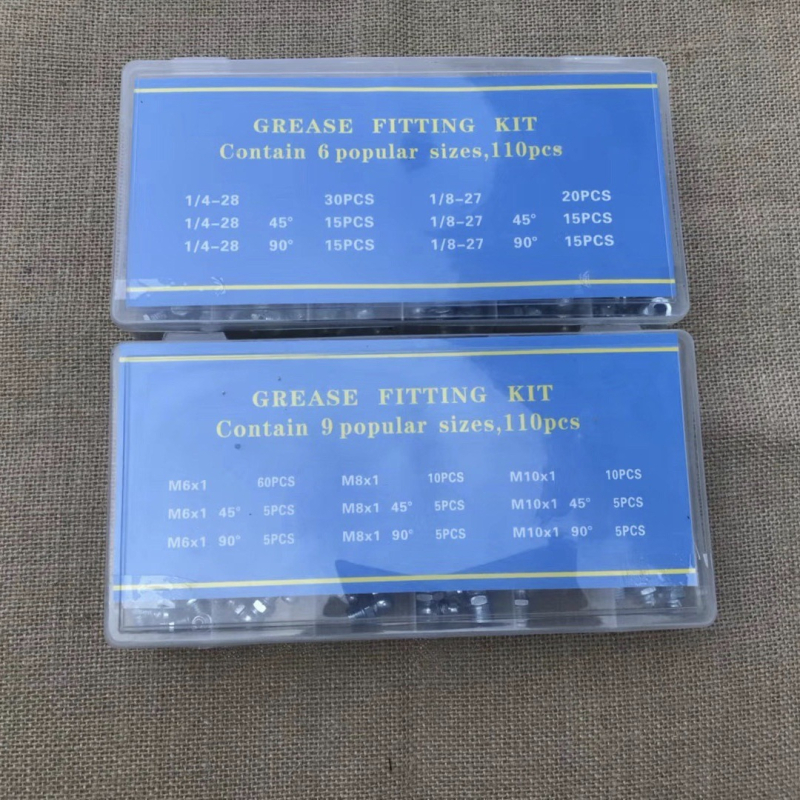 GREASE FITTING KIT
Contain 6 popular sizes,110pcs
1/4-28 30PCS 1/8-27 20PCS
1/4-28 45° 15PCS 1/8-27 45° 15PCS
1/4-28 90° 15PCS 1/8-27 90° 15PCS
GREASE FITTING KIT
Contain 9 popular sizes,110pcs
M6x1 60PCS M8x1 10PCS M10x1 10PCS
M6x1 45° 5PCS M8x1 45° 5PCS M10x1 45° 5PCS
M6x1 90° 5PCS M8x1 90° 5PCS M10x1 90° 5PCS